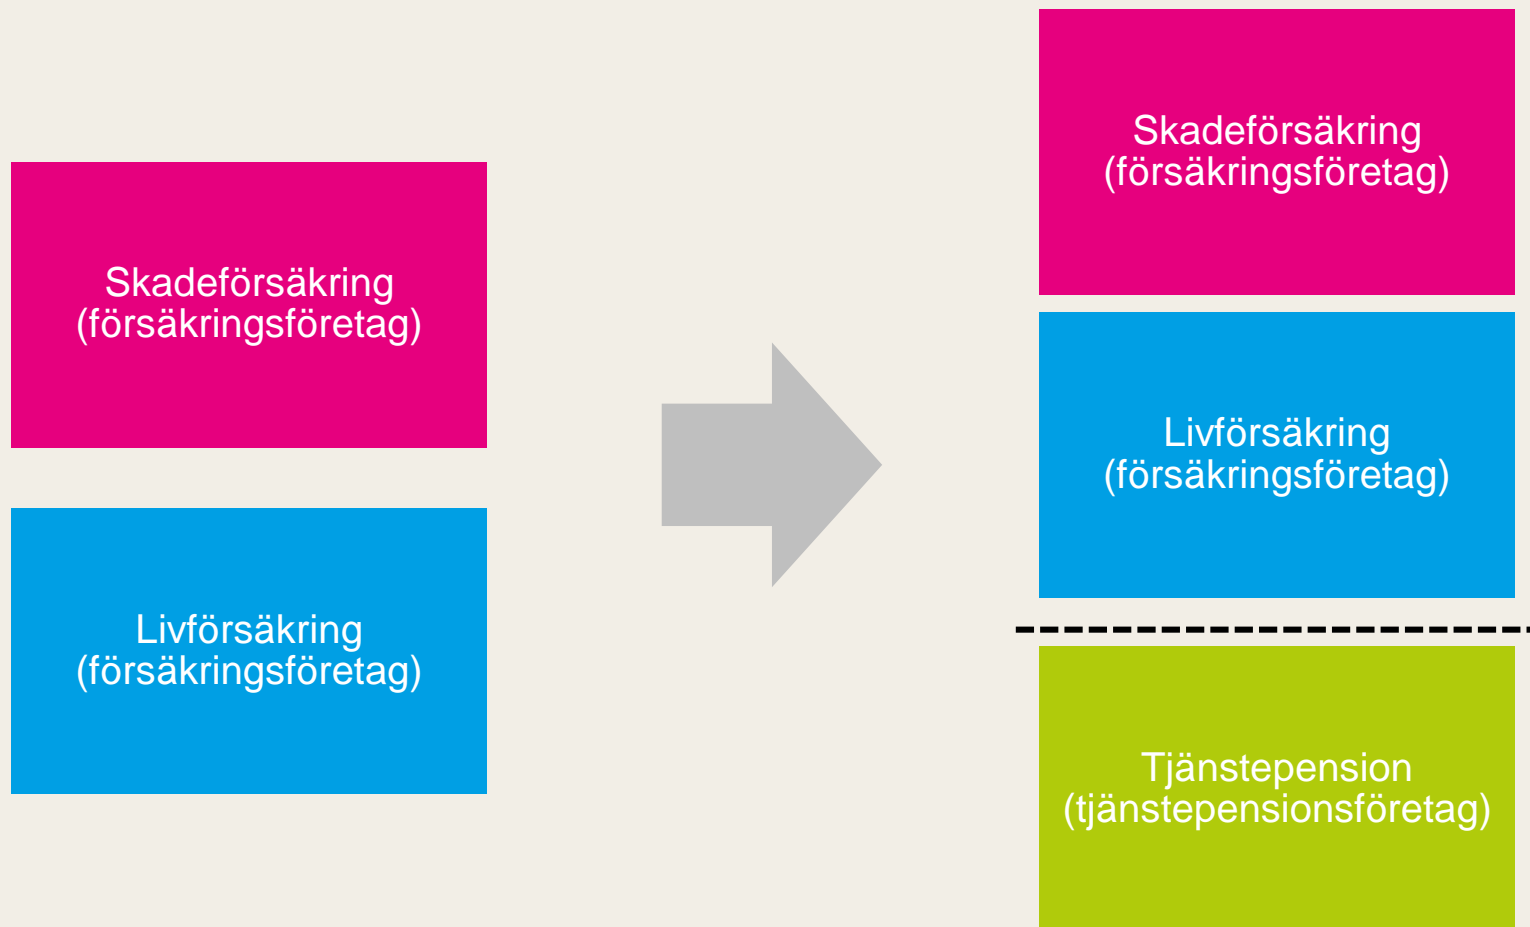 Skadeförsäkring
(försäkringsföretag)
Livförsäkring
(försäkringsföretag)
Skadeförsäkring
(försäkringsföretag)
Livförsäkring
(försäkringsföretag)
Tjänstepension
(tjänstepensionsföretag)